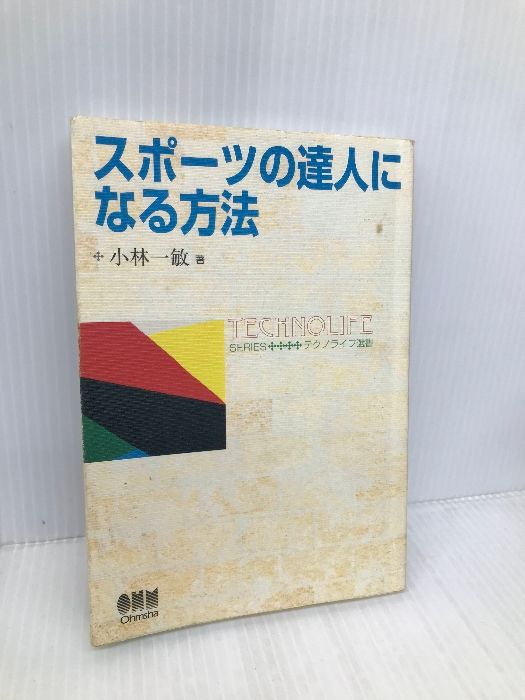 スポーツの達人に
なる方法
小林一敏 著
TECHNOLIFE
SERIES テクノライフ選書
OHM
Ohmsha